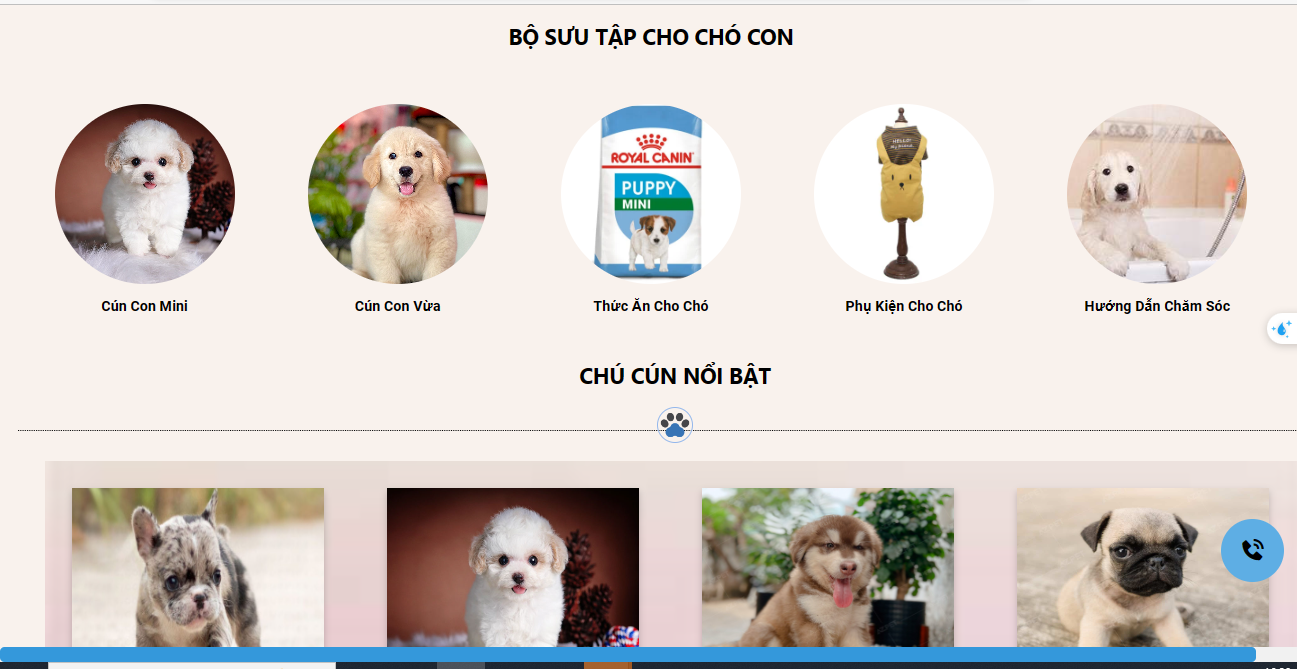 BỘ SƯU TẬP CHO CHÓ CON
ROYAL CANIN
PUPPY
MINI
HELLO!
Cún Con Mini
Cún Con Vừa
Thức Ăn Cho Chó
Phụ Kiện Cho Chó
Hướng Dẫn Chăm Sóc
CHÚ CÚN NỔI BẬT